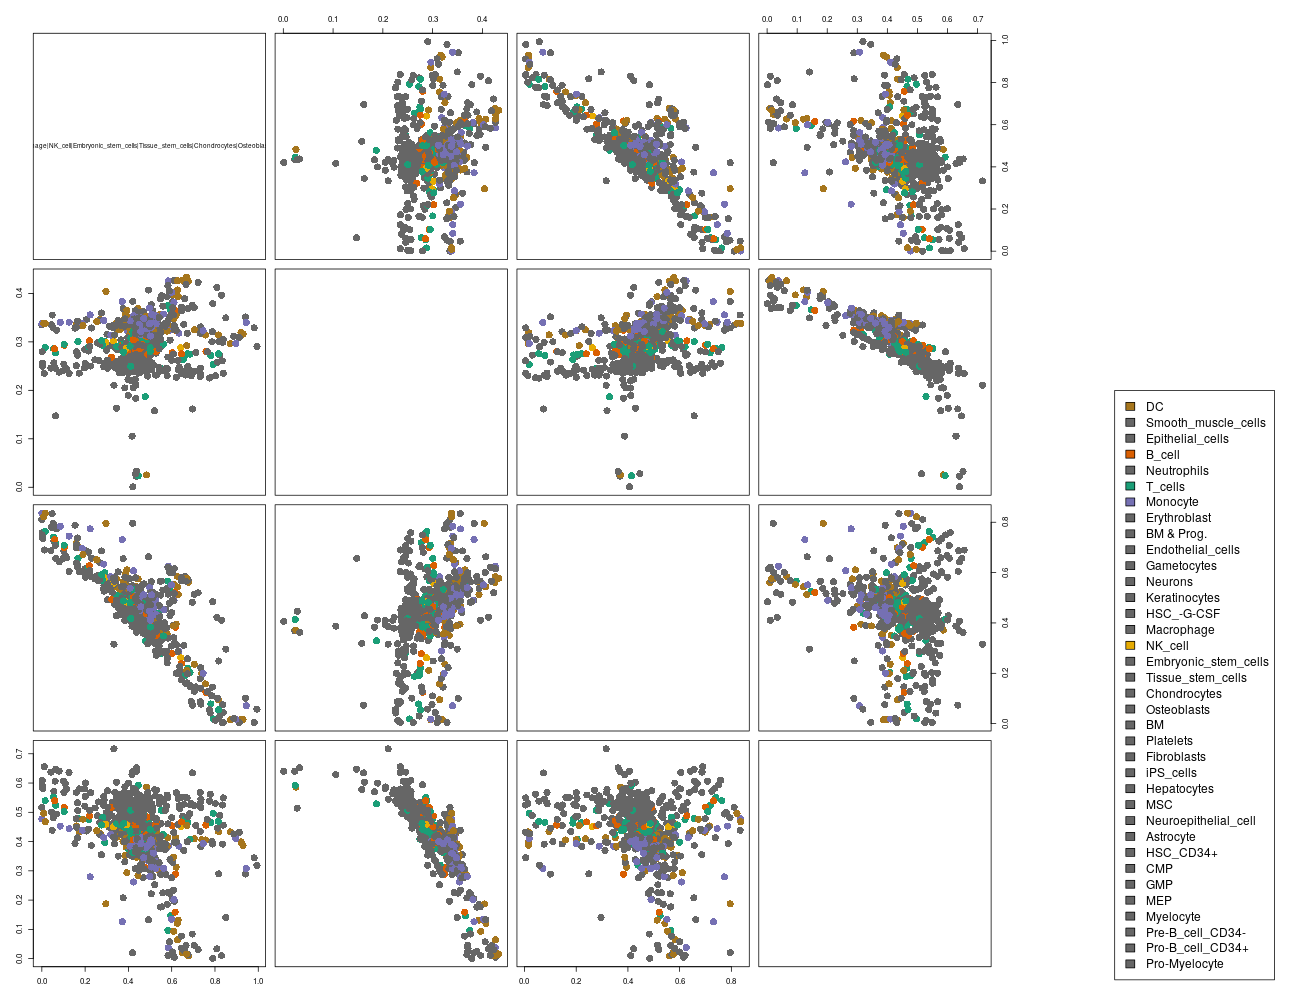 0.0 0.1 0.2 0.3 0.4
0.0 0.1 0.2 0.3 0.4 0.5 0.6 0.7
age|NK_cell|Embryonic_stem_cells|Tissue_stem_cells|Chondrocytes|Osteobla
0.0 0.2 0.4 0.6 0.8 1.0
0.0 0.1 0.2 0.3 0.4
0.0 0.2 0.4 0.6 0.8
0.0 0.1 0.2 0.3 0.4 0.5 0.6 0.7
0.0 0.2 0.4 0.6 0.8 1.0
0.0 0.2 0.4 0.6 0.8
DC
Smooth_muscle_cells
Epithelial_cells
B_cell
Neutrophils
T_cells
Monocyte
Erythroblast
BM & Prog.
Endothelial_cells
Gametocytes
Neurons
Keratinocytes
HSC_-G-CSF
Macrophage
NK_cell
Embryonic_stem_cells
Tissue_stem_cells
Chondrocytes
Osteoblasts
BM
Platelets
Fibroblasts
iPS_cells
Hepatocytes
MSC
Neuroepithelial_cell
Astrocyte
HSC_CD34+
CMP
GMP
MEP
Myelocyte
Pre-B_cell_CD34-
Pro-B_cell_CD34+
Pro-Myelocyte